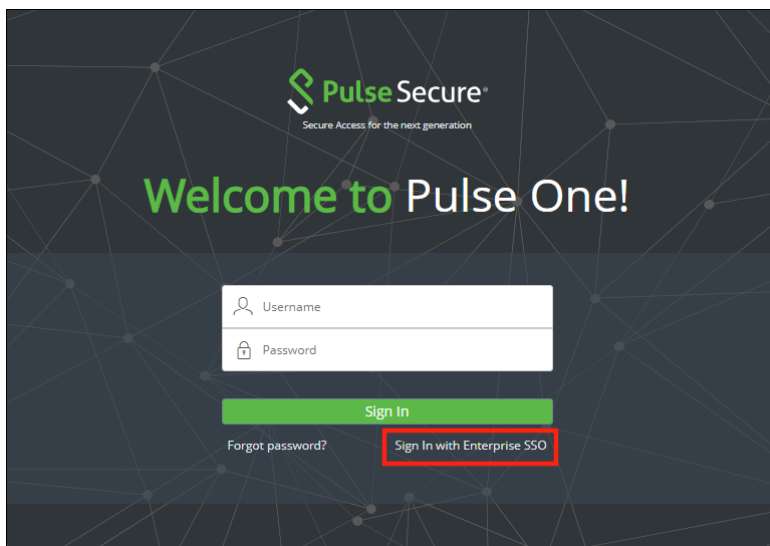 Pulse Secure®
Secure Access for the next generation
Welcome to Pulse One!
Username
Password
Sign In
Forgot password? Sign In with Enterprise SSO